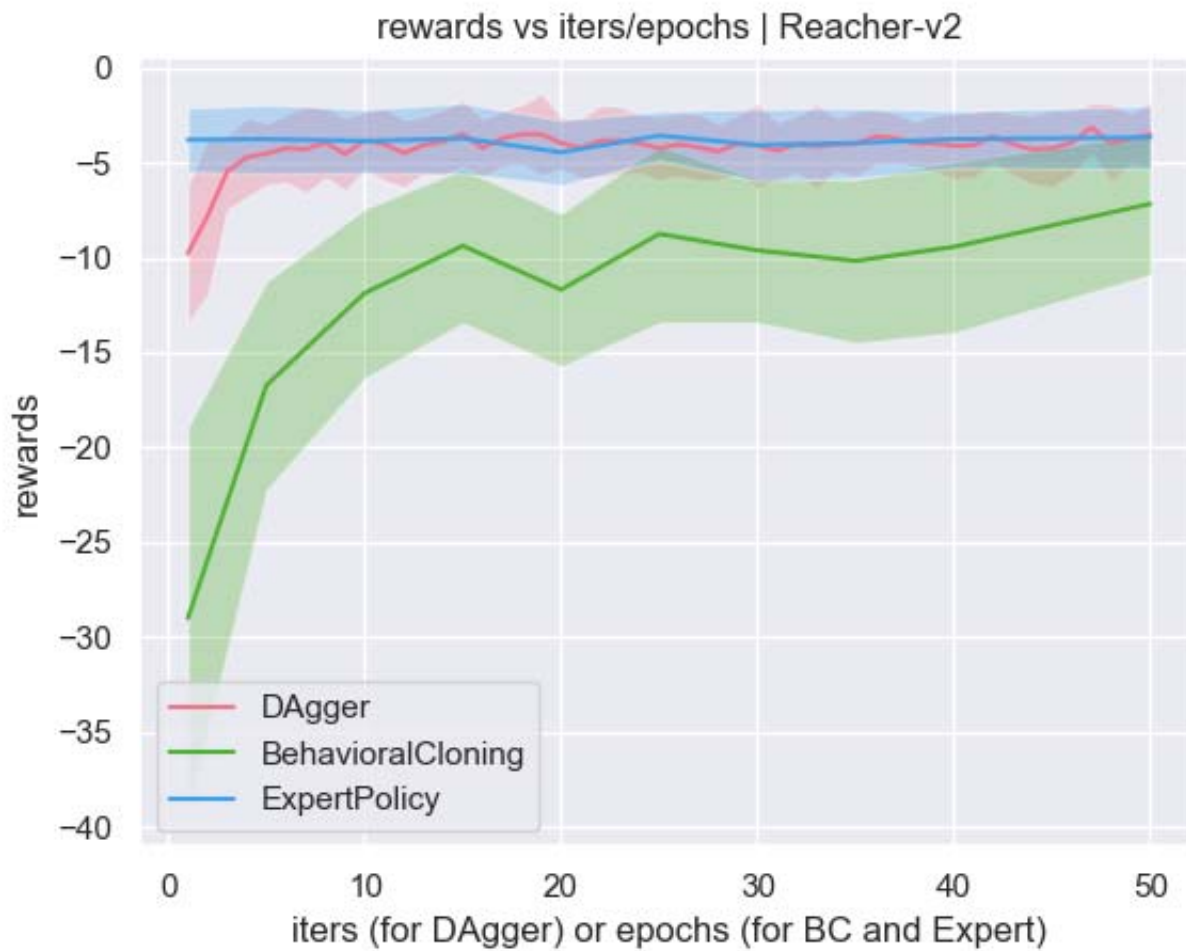 rewards vs iters/epochs | Reacher-v2
0
−5
−10
−15
−20
−25
−30
−35
−40
rewards
DAgger
BehavioralCloning
ExpertPolicy
0 10 20 30 40 50
iters (for DAgger) or epochs (for BC and Expert)